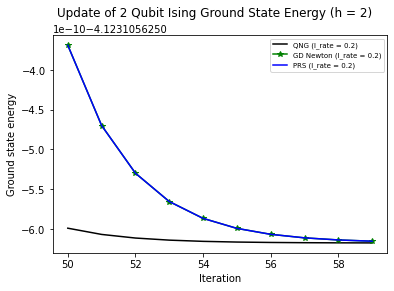 Update of 2 Qubit Ising Ground State Energy (h = 2)
1e−10−4.1231056250
QNG (l_rate = 0.2)
GD Newton (l_rate = 0.2)
PRS (l_rate = 0.2)
Ground state energy
−4.0
−4.5
−5.0
−5.5
−6.0
50
52
54
56
58
Iteration